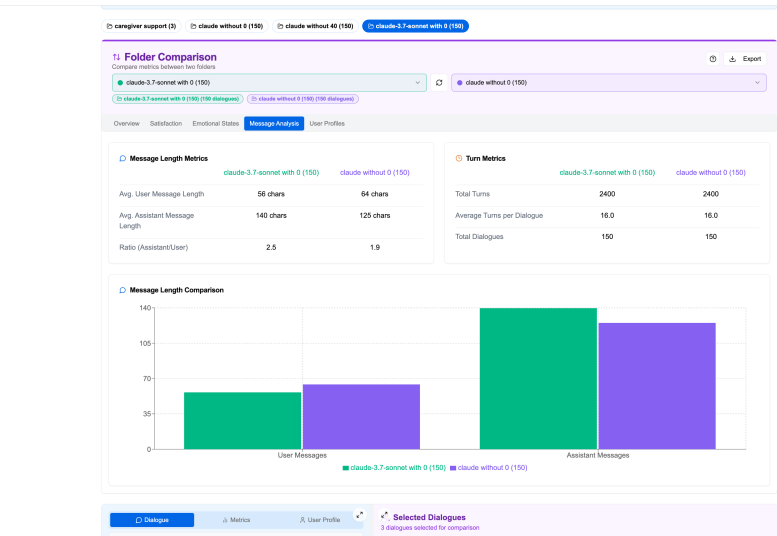 caregiver support (3) claude without 0 (150) claude without 40 (150) claude-3.7-sonnet with 0 (150)
Folder Comparison
Compare metrics between two folders
Export
claude-3.7-sonnet with 0 (150) claude without 0 (150)
claude-3.7-sonnet with 0 (150) (150 dialogues) claude without 0 (150) (150 dialogues)
Overview Satisfaction Emotional States Message Analysis User Profiles
Message Length Metrics
claude-3.7-sonnet with 0 (150) claude without 0 (150)
Avg. User Message Length 56 chars 64 chars
Avg. Assistant Message Length 140 chars 125 chars
Ratio (Assistant/User) 2.5 1.9
Turn Metrics
claude-3.7-sonnet with 0 (150) claude without 0 (150)
Total Turns 2400 2400
Average Turns per Dialogue 16.0 16.0
Total Dialogues 150 150
Message Length Comparison
140
105
70
35
0
User Messages Assistant Messages
claude-3.7-sonnet with 0 (150) claude without 0 (150)
Dialogue Metrics User Profile
Selected Dialogues
3 dialogues selected for comparison